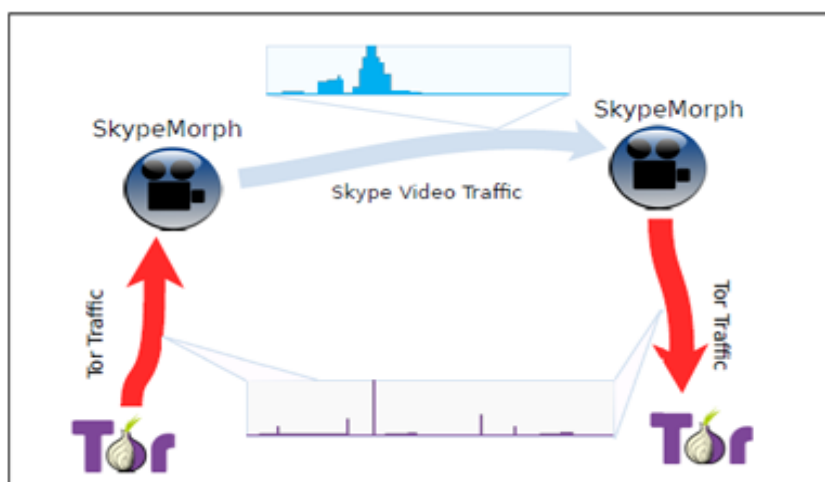 SkypeMorph
SkypeMorph
Skype Video Traffic
Tor Traffic
Tor Traffic
Tor
Tor